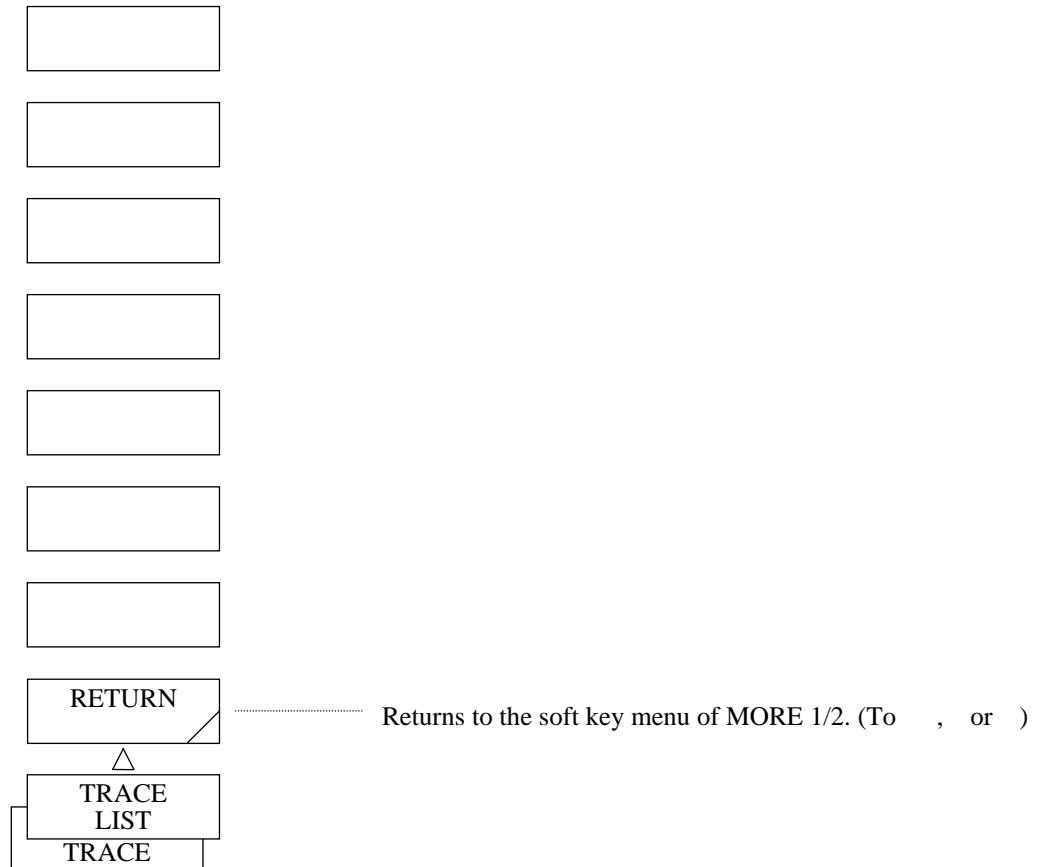 RETURN
Returns to the soft key menu of MORE 1/2. (To , or )
TRACE
LIST
TRACE